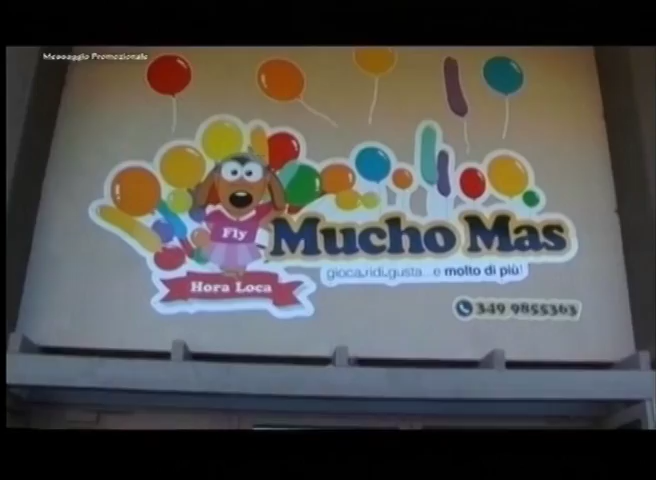 Messaggio Promozionale
Fly
Mucho Mas
gioca,ridi,gusta... e molto di più!
Hora Loca
349 9855363